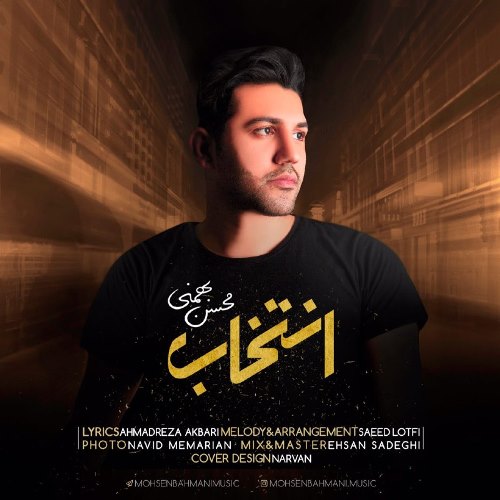 محسن بهمنی
انتخاب
LYRICS AHMADREZA AKBARI MELODY&ARRANGEMENT SAEED LOTFI
PHOTO NAVID MEMARIAN · MIX&MASTER EHSAN SADEGHI
COVER DESIGN NARVAN
MOHSENBAHMANIMUSIC MOHSENBAHMANI.MUSIC